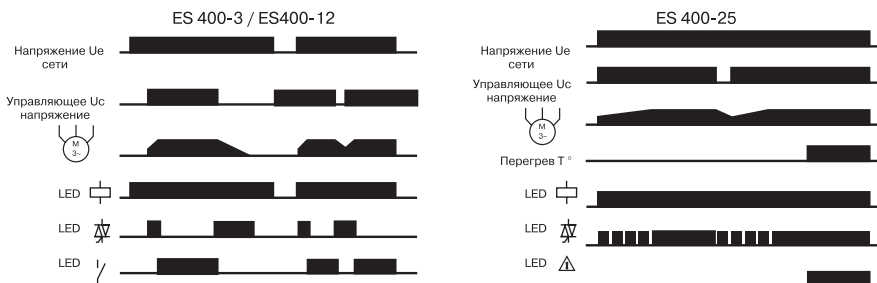 ES 400-3 / ES400-12
Напряжение Ue
сети
Управляющее Uc
напряжение
M
3~
LED
LED
LED
ES 400-25
Напряжение Ue
сети
Управляющее Uc
напряжение
M
3~
Перегрев T °
LED
LED
LED